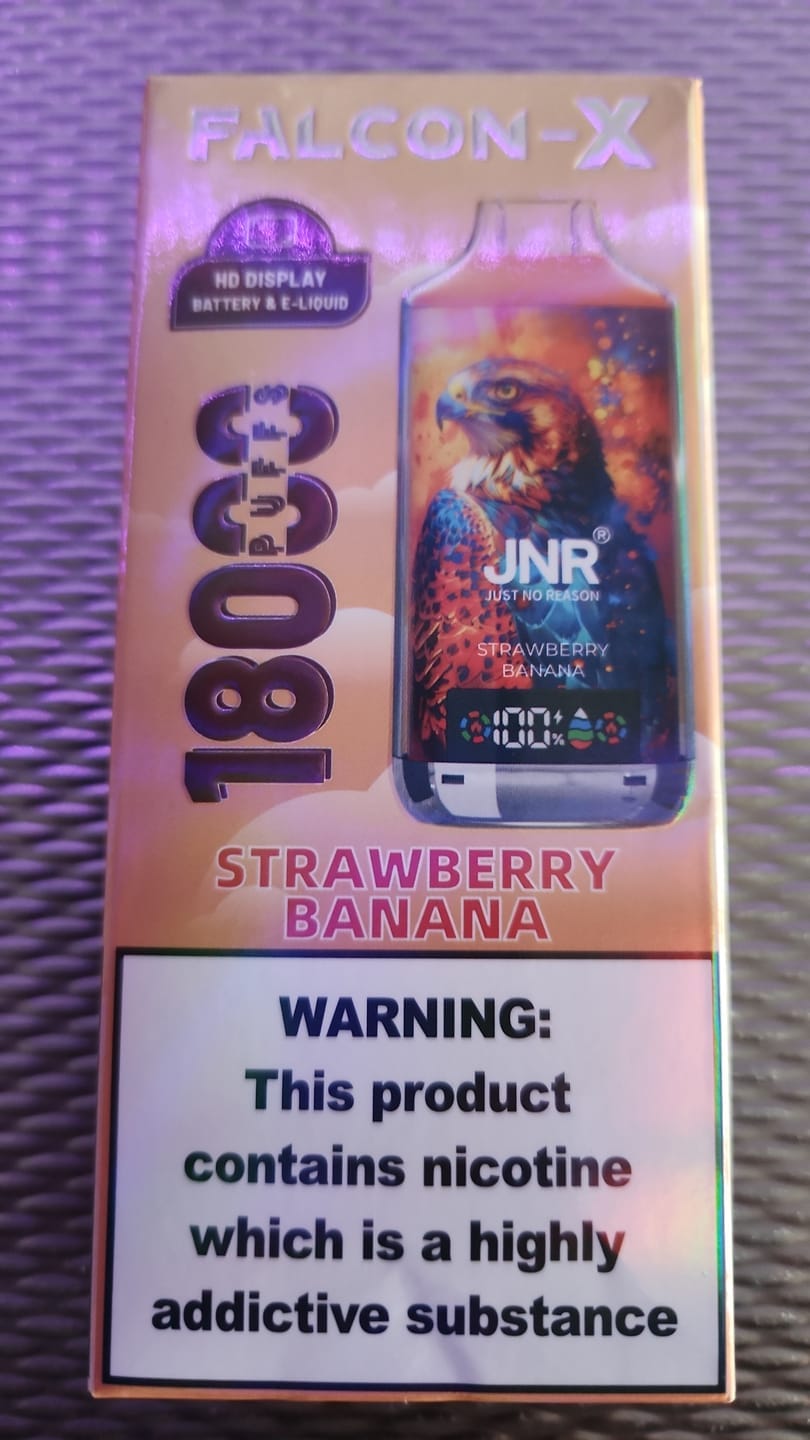 FALCON-X
HD DISPLAY
BATTERY & E-LIQUID
18000
PUFFS
JNR®
JUST NO REASON
STRAWBERRY
BANANA
100%
STRAWBERRY
BANANA
WARNING:
This product
contains nicotine
which is a highly
addictive substance